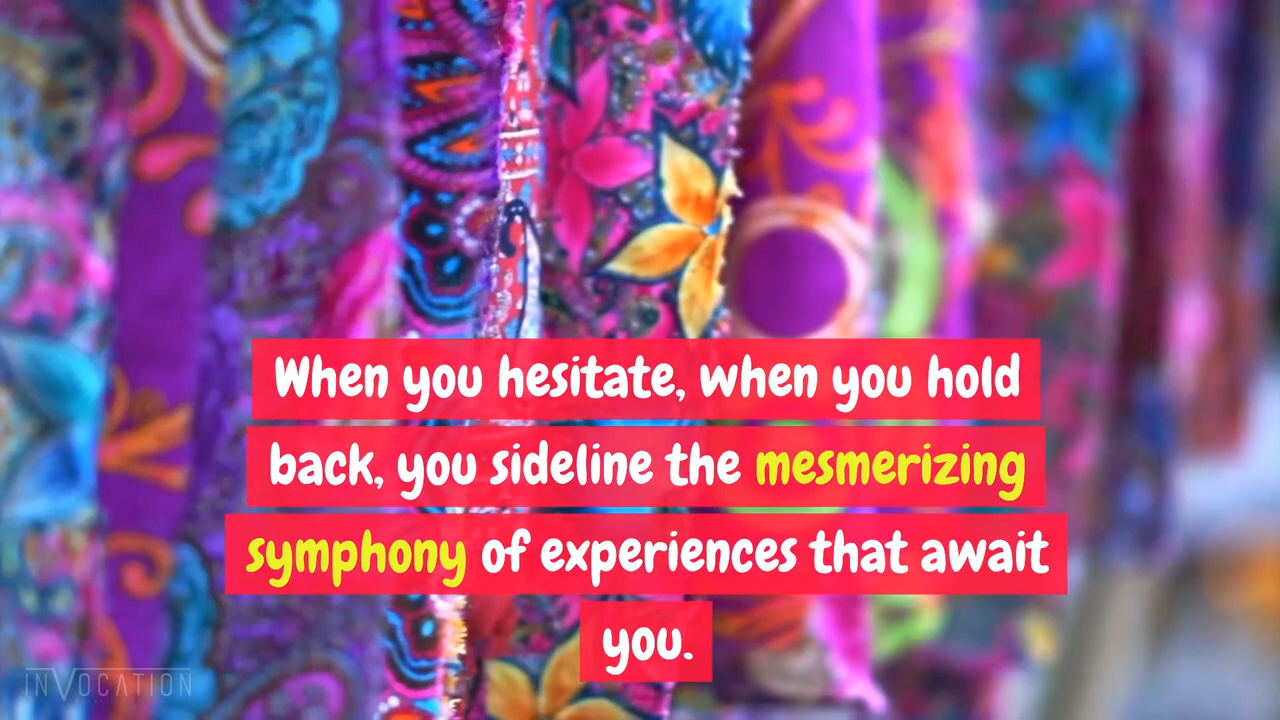 When you hesitate, when you hold
back, you sideline the mesmerizing
symphony of experiences that await
you.
INVOCATION